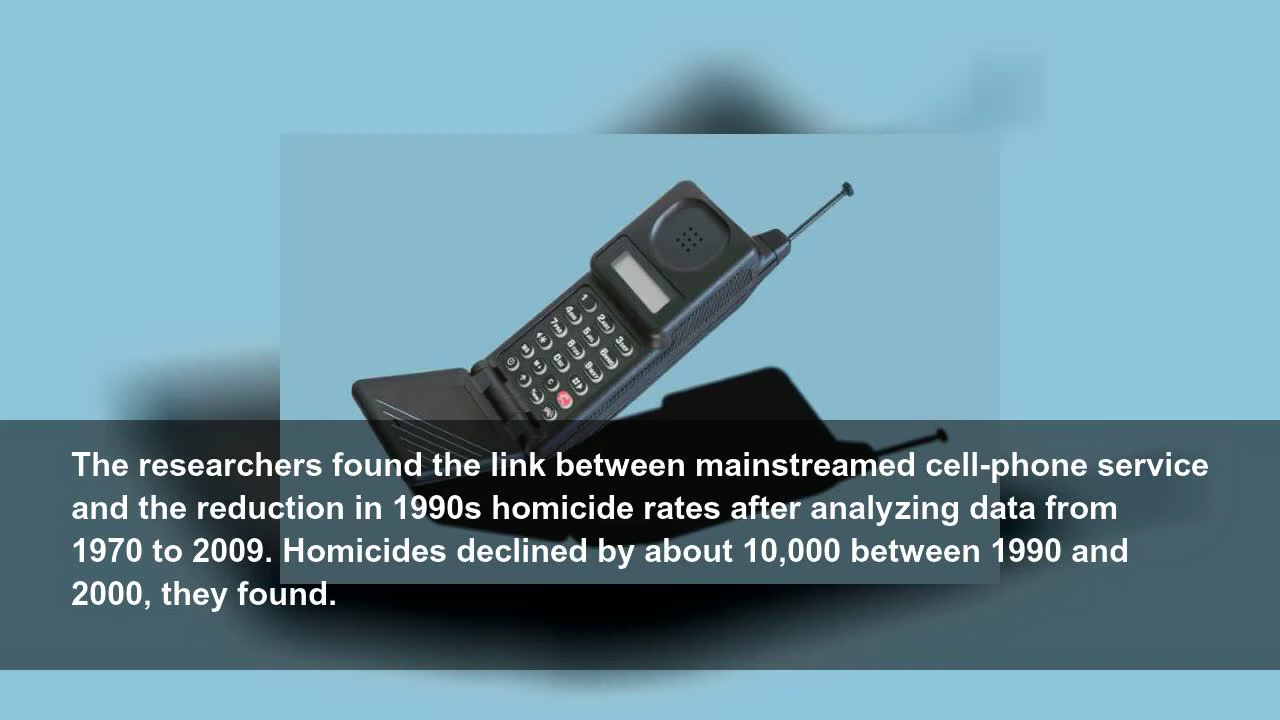 The researchers found the link between mainstreamed cell-phone service
and the reduction in 1990s homicide rates after analyzing data from
1970 to 2009. Homicides declined by about 10,000 between 1990 and
2000, they found.